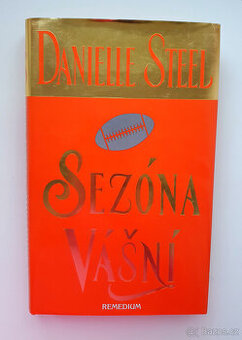 DANIELLE STEEL
SEZÓNA
VÁŠNÍ
REMEDIUM